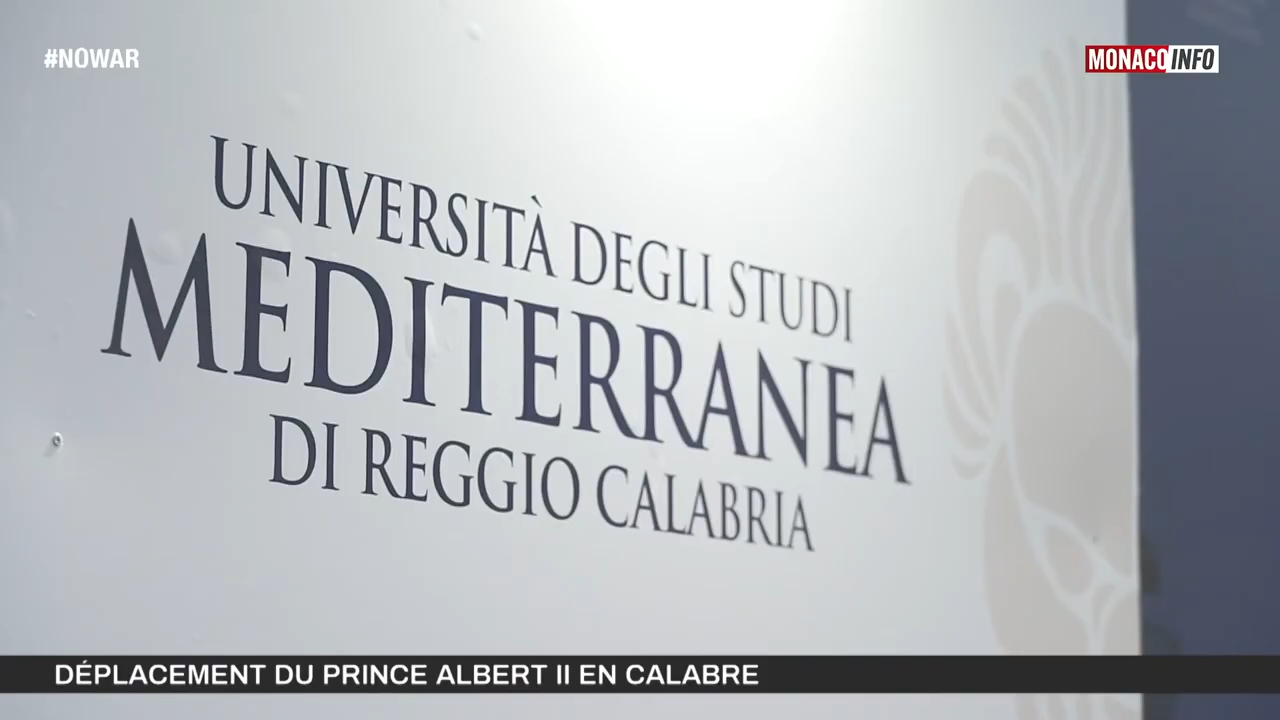 #NOWAR
MONACOINFO
UNIVERSITÀ DEGLI STUDI
MEDITERRANEA
DI REGGIO CALABRIA
DÉPLACEMENT DU PRINCE ALBERT II EN CALABRE